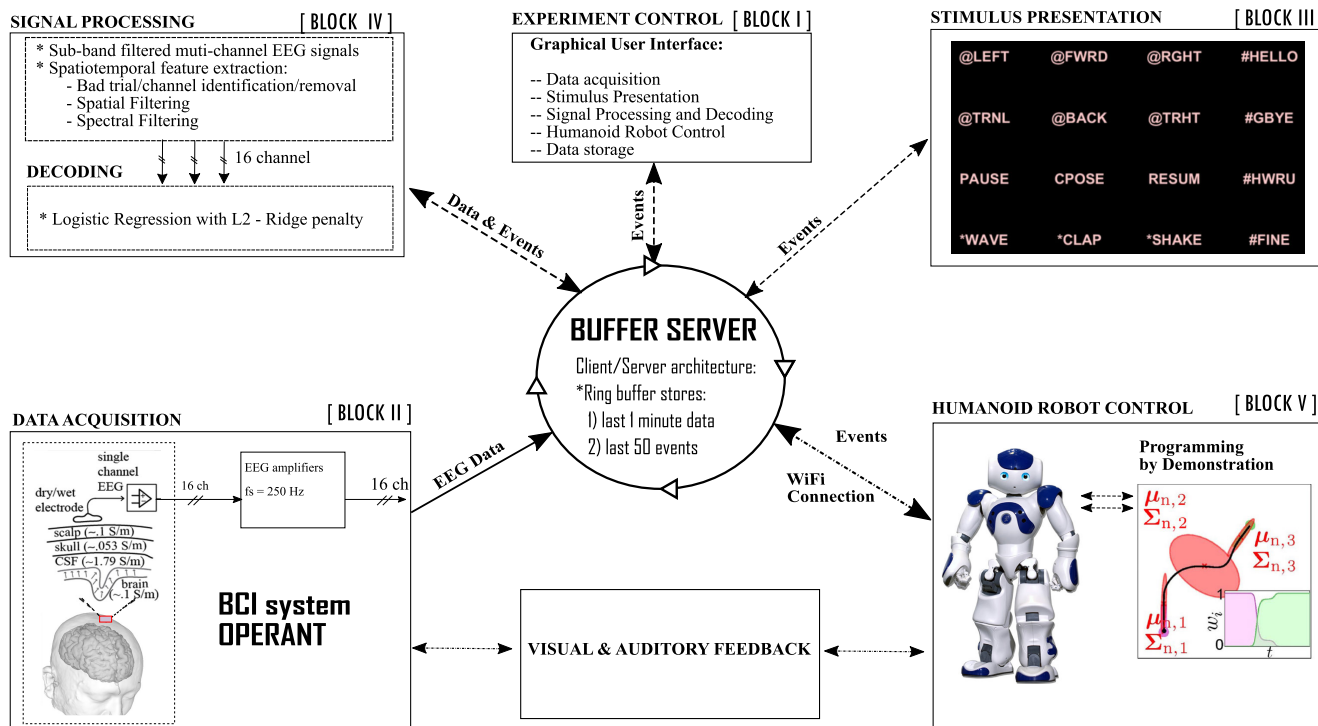 SIGNAL PROCESSING
[ BLOCK IV]
* Sub-band filtered muti-channel EEG signals
* Spatiotemporal feature extraction:
- Bad trial/channel identification/removal
- Spatial Filtering
- Spectral Filtering
16 channel
DECODING
* Logistic Regression with L2 - Ridge penalty
EXPERIMENT CONTROL
[ BLOCK I ]
Graphical User Interface:
-- Data acquisition
-- Stimulus Presentation
-- Signal Processing and Decoding
-- Humanoid Robot Control
-- Data storage
STIMULUS PRESENTATION
[ BLOCK III ]
@LEFT @FWRD @RGHT #HELLO
@TRNL @BACK @TRHT #GBYE
PAUSE CPOSE RESUM #HWRU
*WAVE *CLAP *SHAKE #FINE
Data & Events
Events
Events
BUFFER SERVER
Client/Server architecture:
*Ring buffer stores:
1) last 1 minute data
2) last 50 events
DATA ACQUISITION
[ BLOCK II ]
single
channel
EEG
dry/wet
electrode
16 ch
EEG amplifiers
fs = 250 Hz
16 ch
scalp (~.1 S/m)
skull (~.053 S/m)
CSF (~1.79 S/m)
brain
(~.1 S/m)
BCI system
OPERANT
EEG Data
Events
WiFi
Connection
VISUAL & AUDITORY FEEDBACK
HUMANOID ROBOT CONTROL
[ BLOCK V ]
Programming
by Demonstration
μn,2
Σn,2
μn,3
Σn,3
μn,1
Σn,1
1
wi
0
t